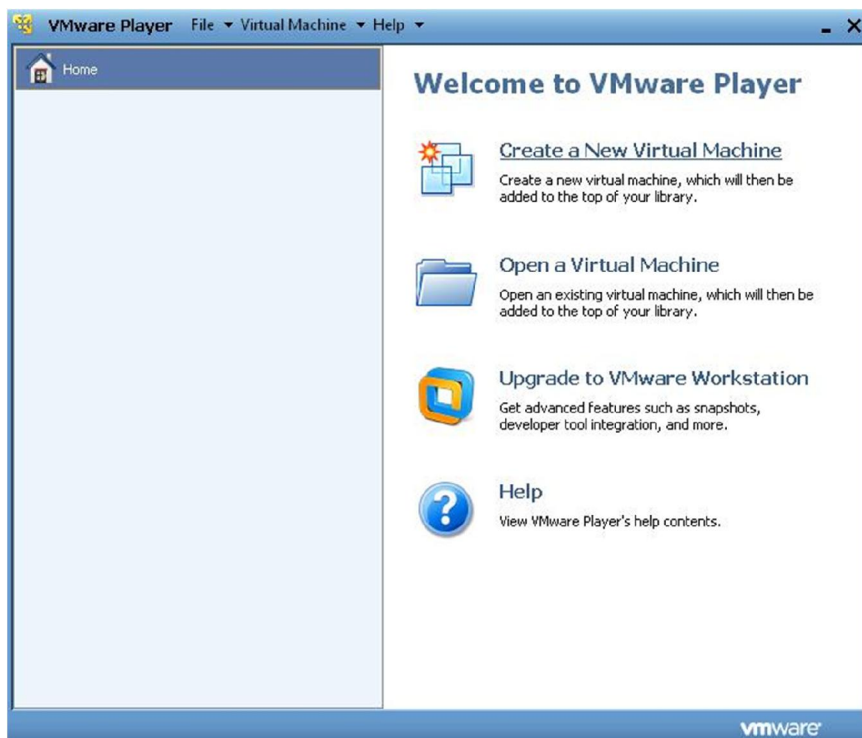 VMware Player File Virtual Machine Help
Home
Welcome to VMware Player
Create a New Virtual Machine
Create a new virtual machine, which will then be
added to the top of your library.
Open a Virtual Machine
Open an existing virtual machine, which will then be
added to the top of your library.
Upgrade to VMware Workstation
Get advanced features such as snapshots,
developer tool integration, and more.
Help
View VMware Player's help contents.
vmware